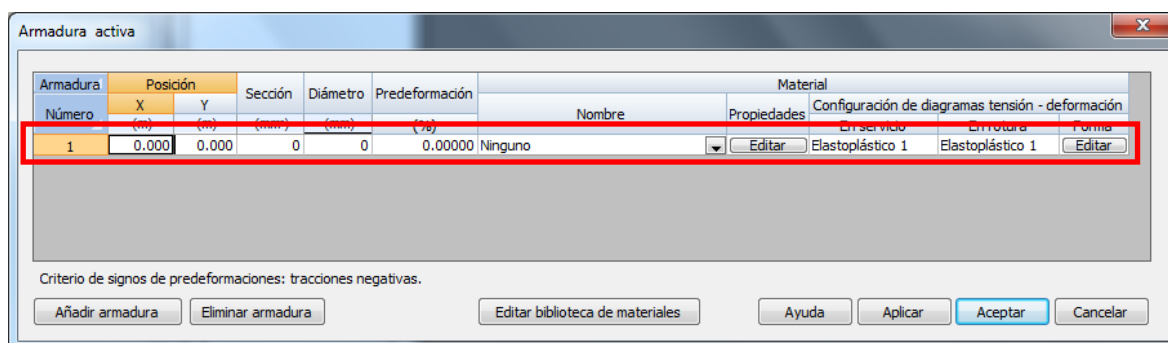 Armadura activa
Armadura Posición Sección Diámetro Predeformación Material
Número X Y Nombre Propiedades Configuración de diagramas tensión - deformación
(m) (m) (mm) (mm) (%) En servicio En rotura Forma
1 0.000 0.000 0 0 0.00000 Ninguno Editar Elastoplástico 1 Elastoplástico 1 Editar
Criterio de signos de predeformaciones: tracciones negativas.
Añadir armadura Eliminar armadura Editar biblioteca de materiales Ayuda Aplicar Aceptar Cancelar